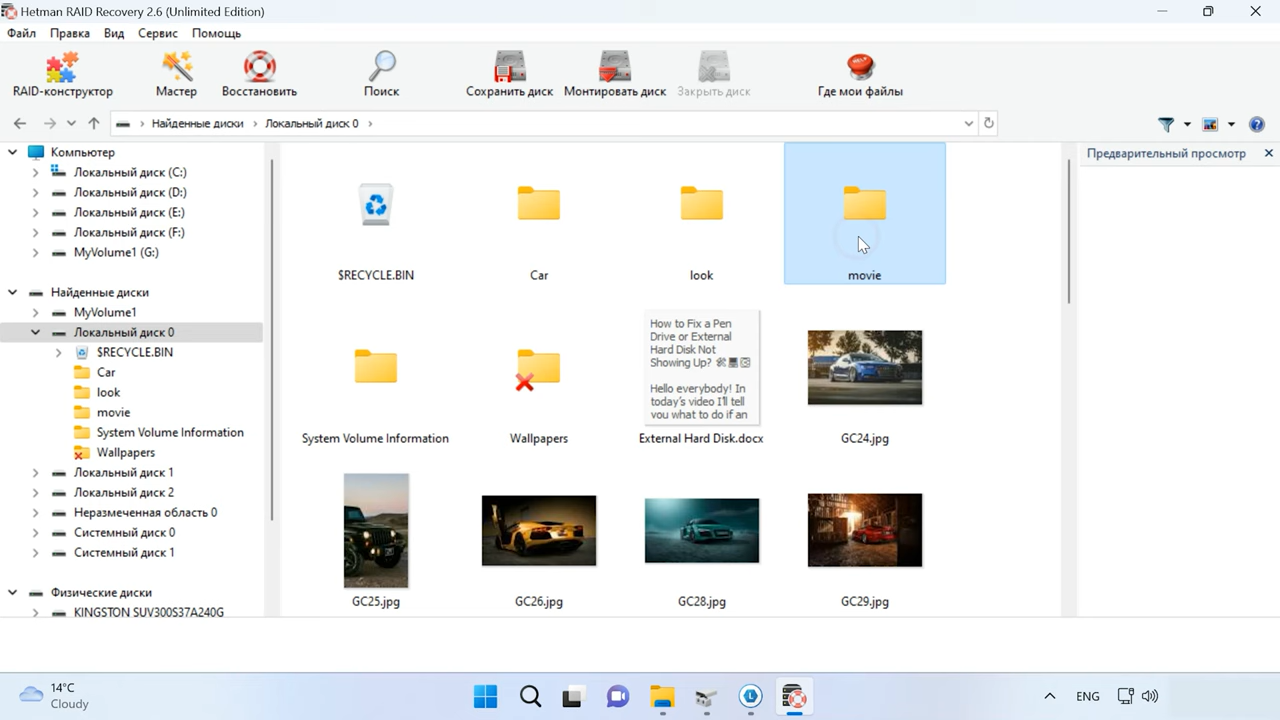 Hetman RAID Recovery 2.6 (Unlimited Edition)
Файл Правка Вид Сервис Помощь
RAID-конструктор Мастер Восстановить Поиск Сохранить диск Монтировать диск Закрыть диск Где мои файлы
Найденные диски Локальный диск 0
Предварительный просмотр
Компьютер
Локальный диск (C:)
Локальный диск (D:)
Локальный диск (E:)
Локальный диск (F:)
MyVolume1 (G:)
Найденные диски
MyVolume1
Локальный диск 0
$RECYCLE.BIN
Car
look
movie
System Volume Information
Wallpapers
Локальный диск 1
Локальный диск 2
Неразмеченная область 0
Системный диск 0
Системный диск 1
Физические диски
KINGSTON SUV300S37A240G
$RECYCLE.BIN Car look movie
How to Fix a Pen
Drive or External
Hard Disk Not
Showing Up?
Hello everybody! In
today's video I'll tell
you what to do if an
System Volume Information Wallpapers External Hard Disk.docx GC24.jpg
GC25.jpg GC26.jpg GC28.jpg GC29.jpg
14°C
Cloudy
ENG